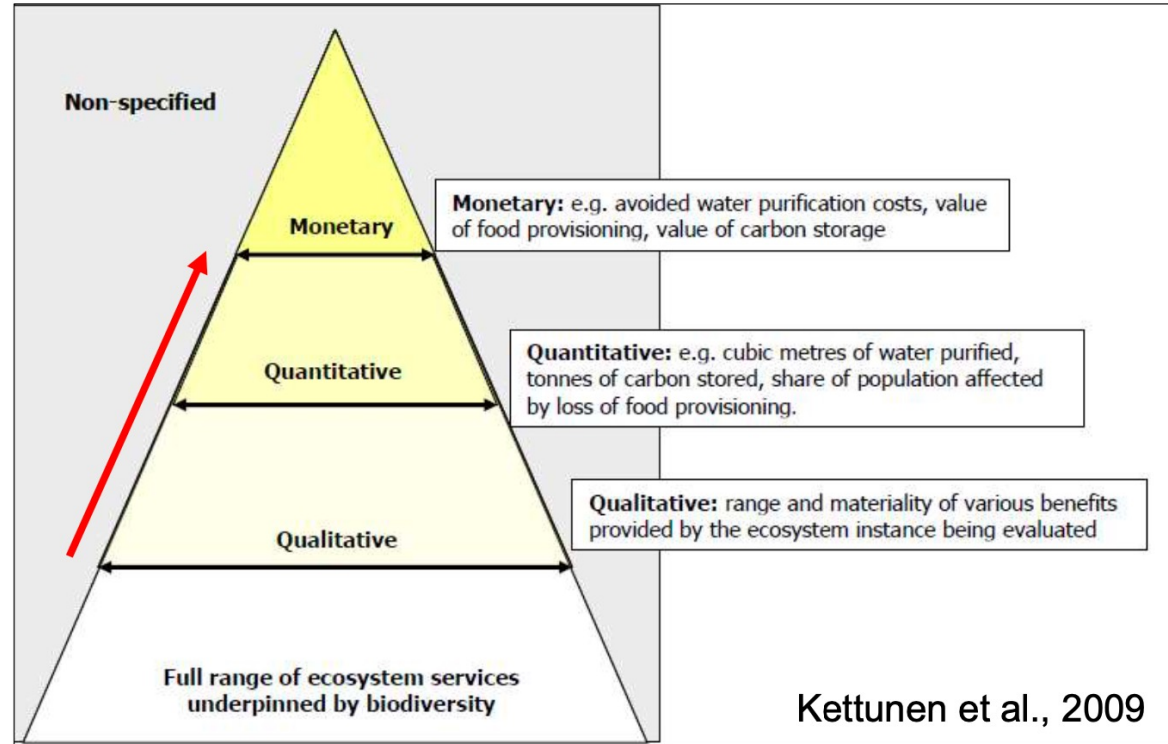 Non-specified
Monetary
Monetary: e.g. avoided water purification costs, value
of food provisioning, value of carbon storage
Quantitative
Quantitative: e.g. cubic metres of water purified,
tonnes of carbon stored, share of population affected
by loss of food provisioning.
Qualitative
Qualitative: range and materiality of various benefits
provided by the ecosystem instance being evaluated
Full range of ecosystem services
underpinned by biodiversity
Kettunen et al., 2009